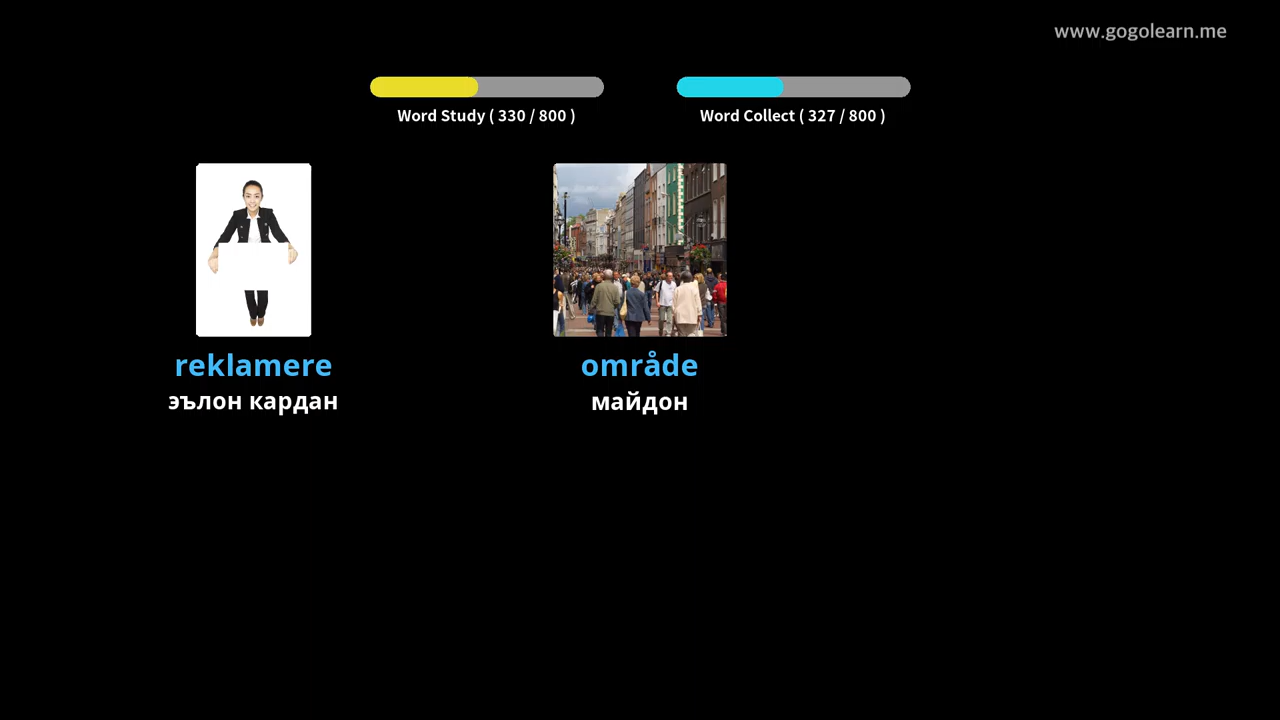 www.gogolearn.me
Word Study ( 330 / 800 )
Word Collect ( 327 / 800 )
reklamere
эълон кардан
område
майдон